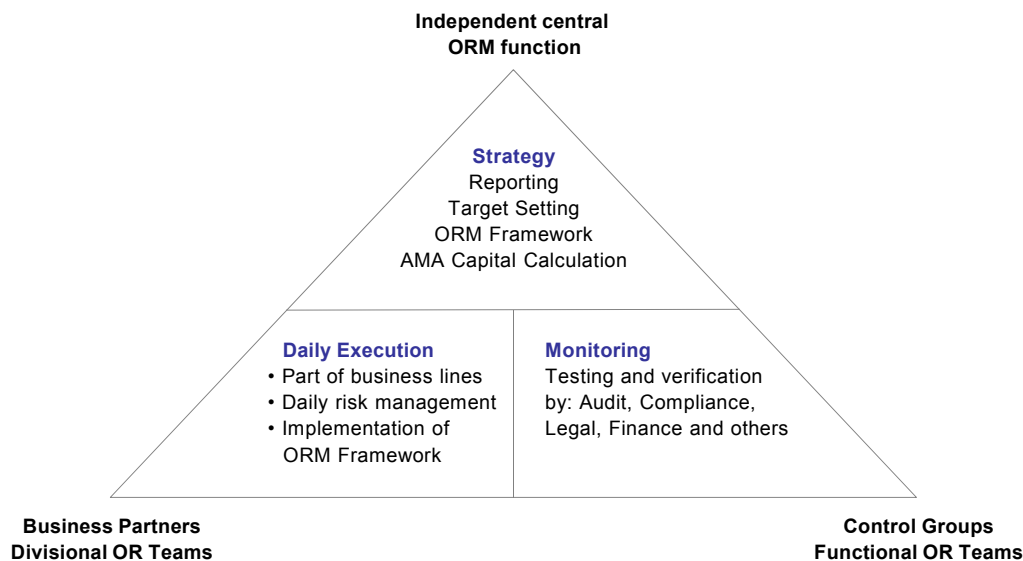 Independent central
ORM function
Strategy
Reporting
Target Setting
ORM Framework
AMA Capital Calculation
Daily Execution
• Part of business lines
• Daily risk management
• Implementation of
ORM Framework
Monitoring
Testing and verification
by: Audit, Compliance,
Legal, Finance and others
Business Partners
Divisional OR Teams
Control Groups
Functional OR Teams